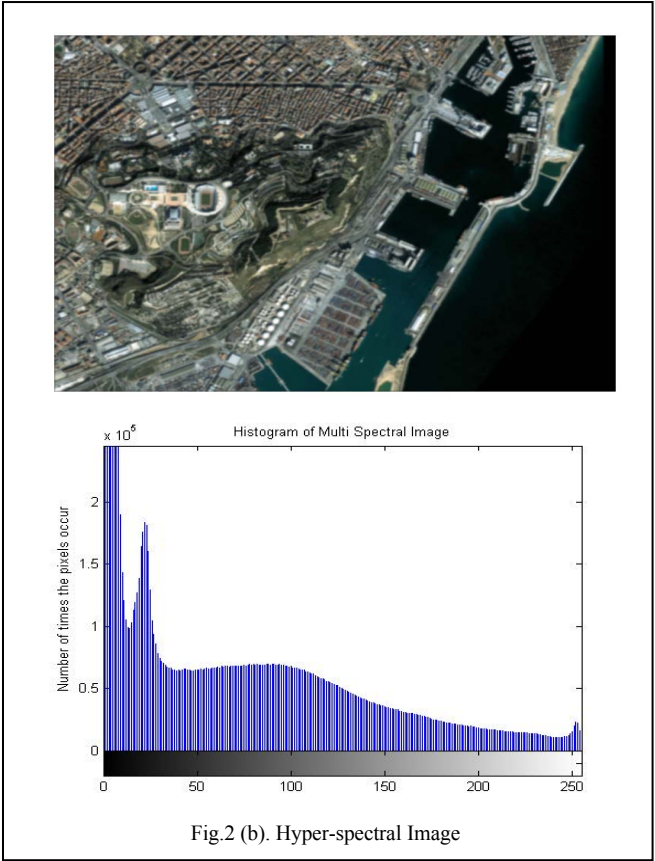 Histogram of Multi Spectral Image
x 10^5
Number of times the pixels occur
2
1.5
1
0.5
0
0 50 100 150 200 250
Fig.2 (b). Hyper-spectral Image